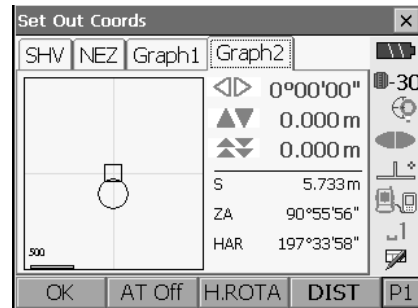 Set Out Coords
SHV NEZ Graph1 Graph2
0°00'00"
-30
0.000 m
0.000 m
S 5.733m
ZA 90°55'56"
HAR 197°33'58"
1
500
OK AT Off H.ROTA DIST P1